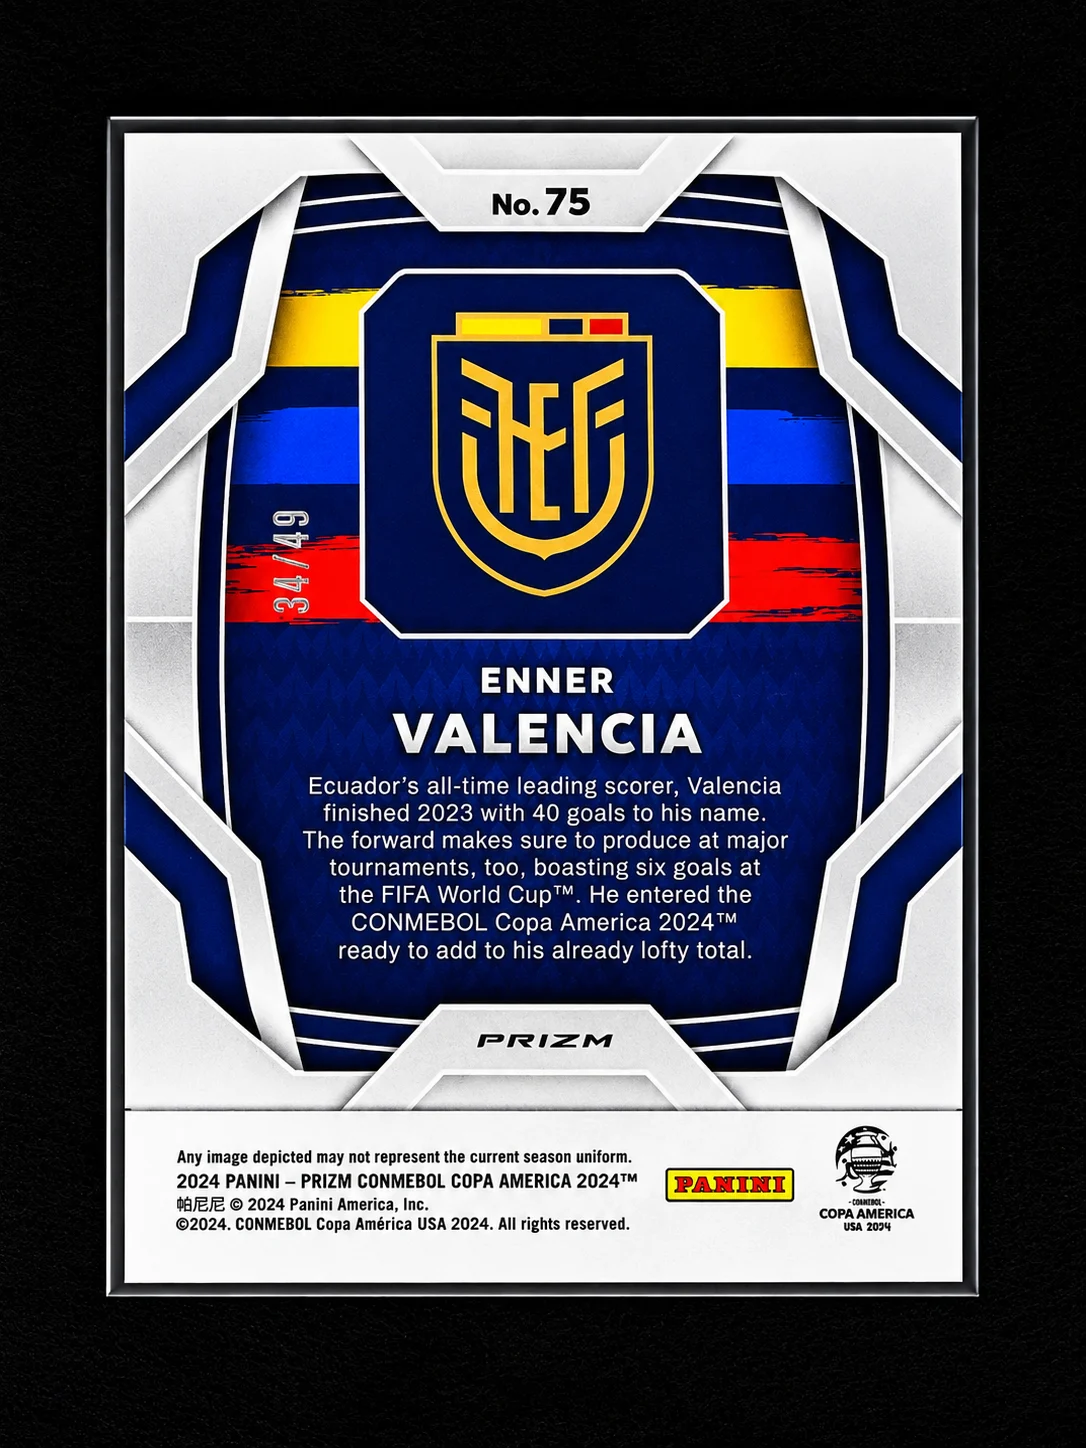 No. 75
34/49
ENNER
VALENCIA
Ecuador's all-time leading scorer, Valencia
finished 2023 with 40 goals to his name.
The forward makes sure to produce at major
tournaments, too, boasting six goals at
the FIFA World Cup™. He entered the
CONMEBOL Copa America 2024™
ready to add to his already lofty total.
PRIZM
Any image depicted may not represent the current season uniform.
2024 PANINI – PRIZM CONMEBOL COPA AMERICA 2024™
帕尼尼 © 2024 Panini America, Inc.
©2024. CONMEBOL Copa América USA 2024. All rights reserved.
PANINI
-CONMEBOL-
COPA AMERICA
USA 2024